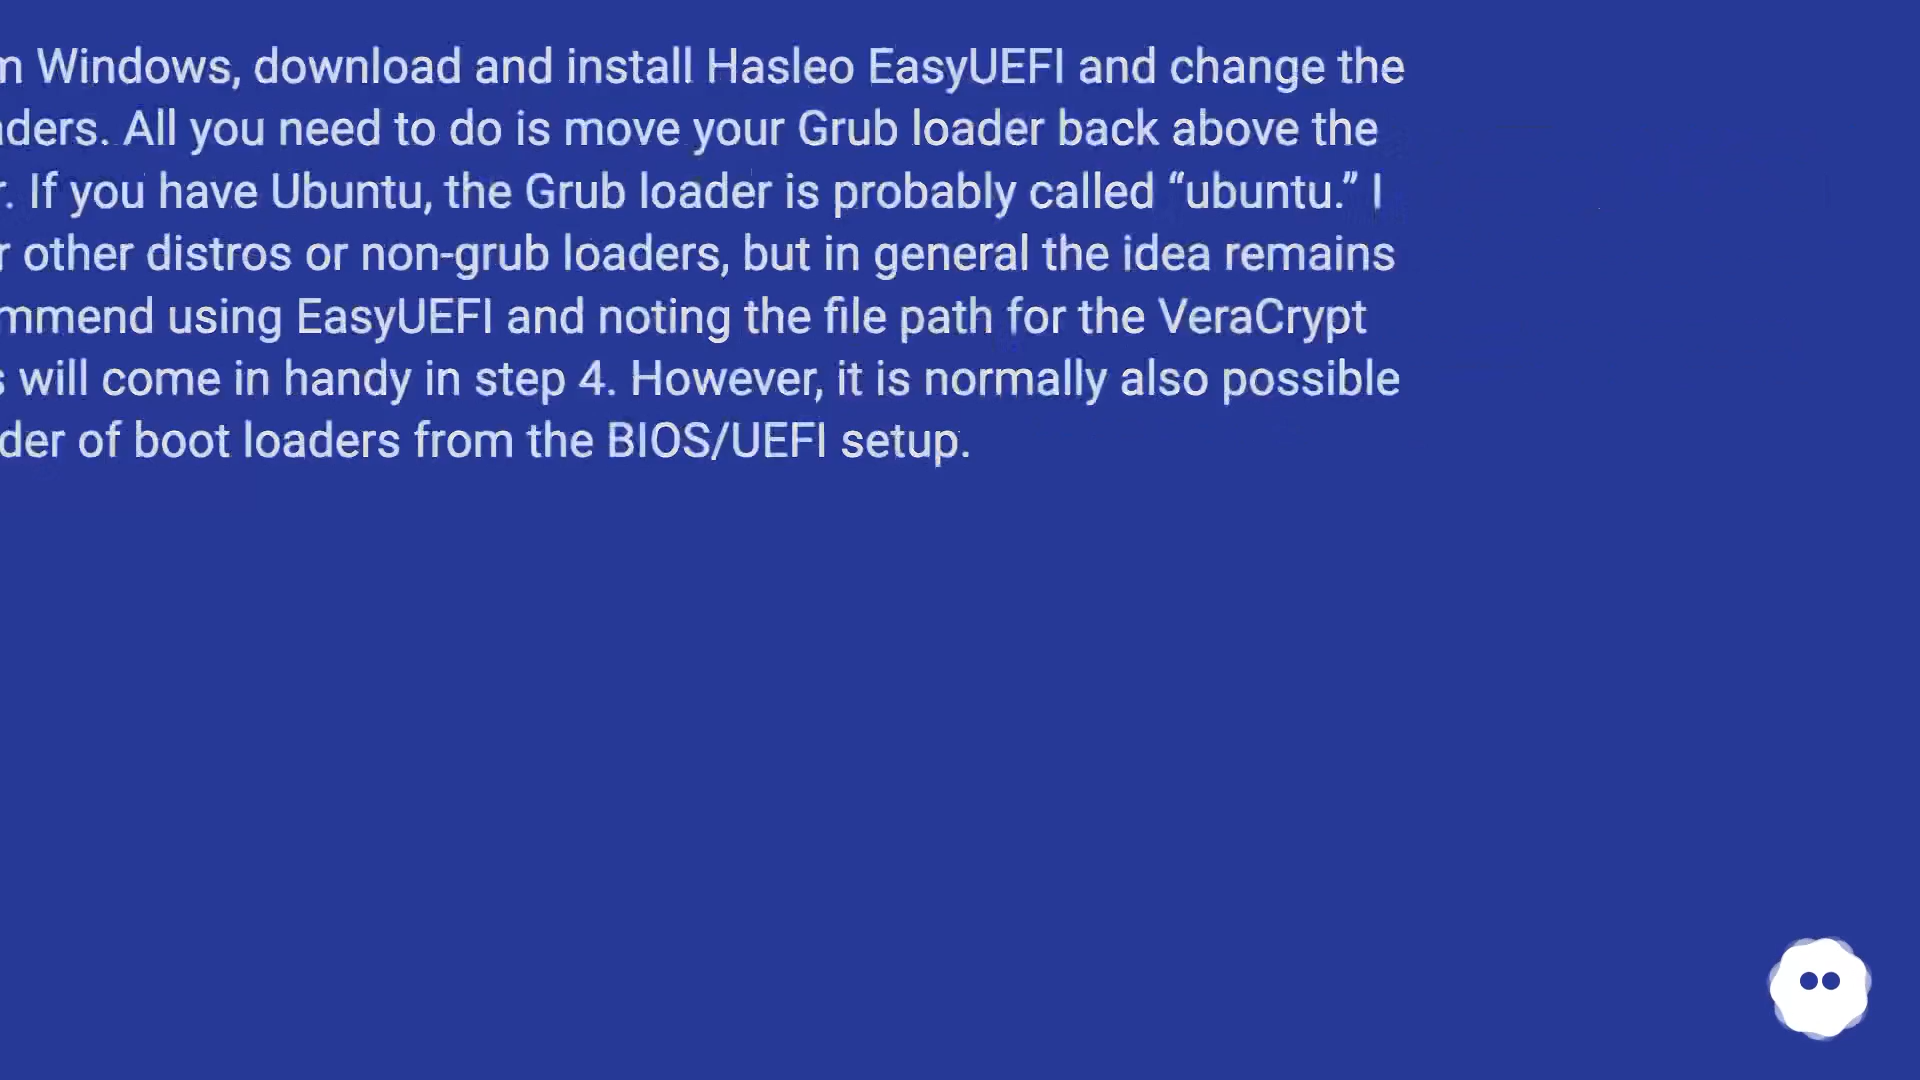 m Windows, download and install Hasleo EasyUEFI and change the
aders. All you need to do is move your Grub loader back above the
r. If you have Ubuntu, the Grub loader is probably called “ubuntu.” I
r other distros or non-grub loaders, but in general the idea remains
mmend using EasyUEFI and noting the file path for the VeraCrypt
s will come in handy in step 4. However, it is normally also possible
der of boot loaders from the BIOS/UEFI setup.